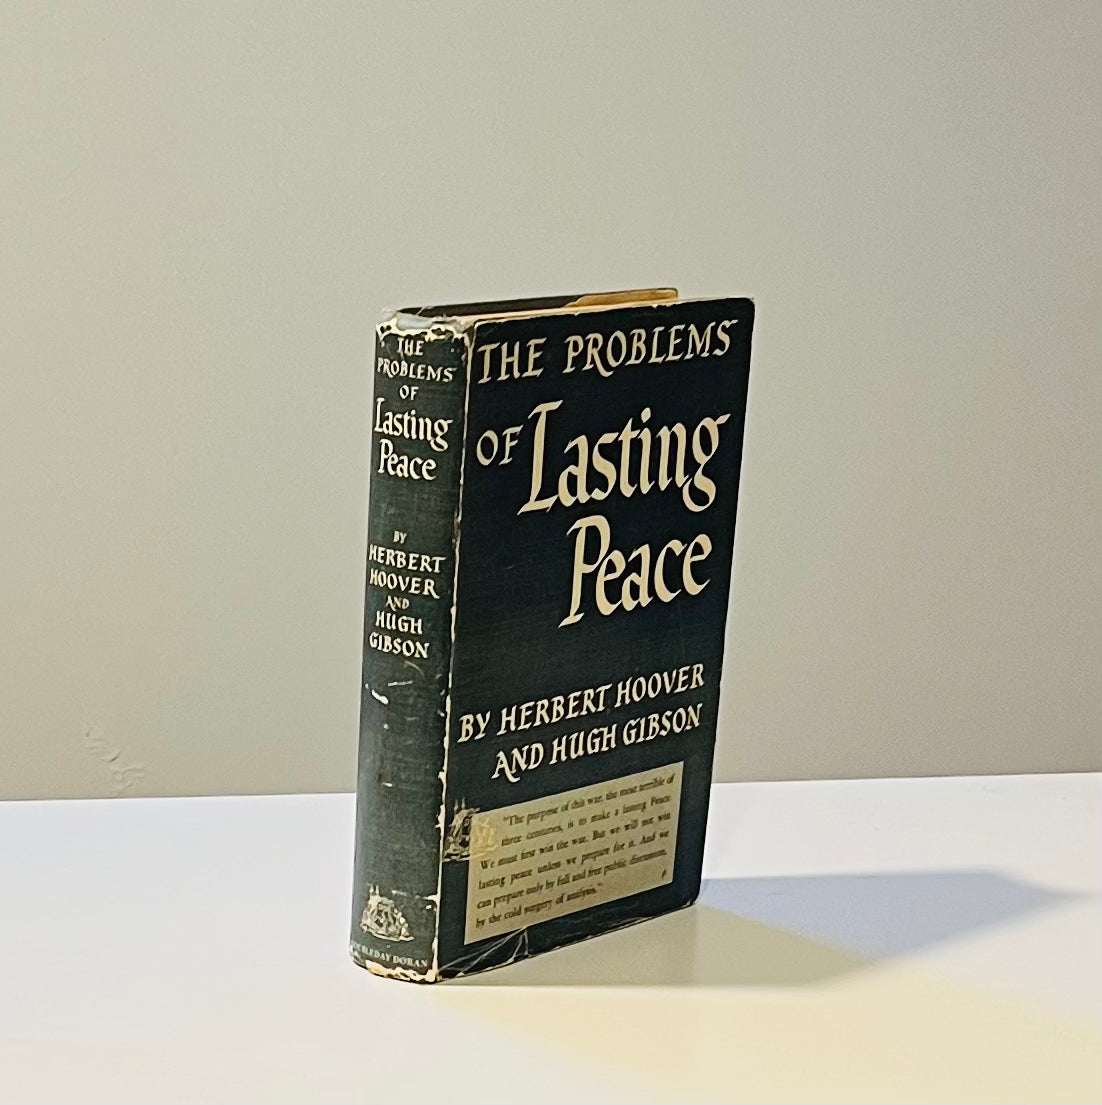 THE
PROBLEMS
OF
Lasting
Peace
BY
HERBERT
HOOVER
AND
HUGH
GIBSON
DOUBLEDAY DORAN
THE PROBLEMS
OF Lasting
Peace
BY HERBERT HOOVER
AND HUGH GIBSON
"The purpose of this war, the most terrible of
three centuries, is to make a lasting Peace
We must first win the war. But we will not win
lasting peace unless we prepare for it. And we
can prepare only by full and free public discussion,
by the cold surgery of analysis."